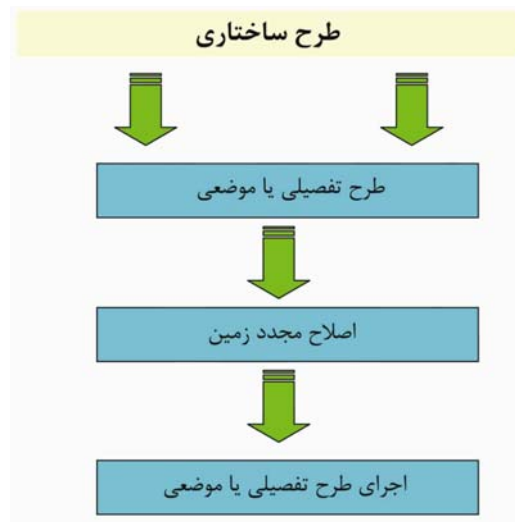 طرح ساختاری
طرح تفصیلی یا موضعی
اصلاح مجدد زمین
اجرای طرح تفصیلی یا موضعی